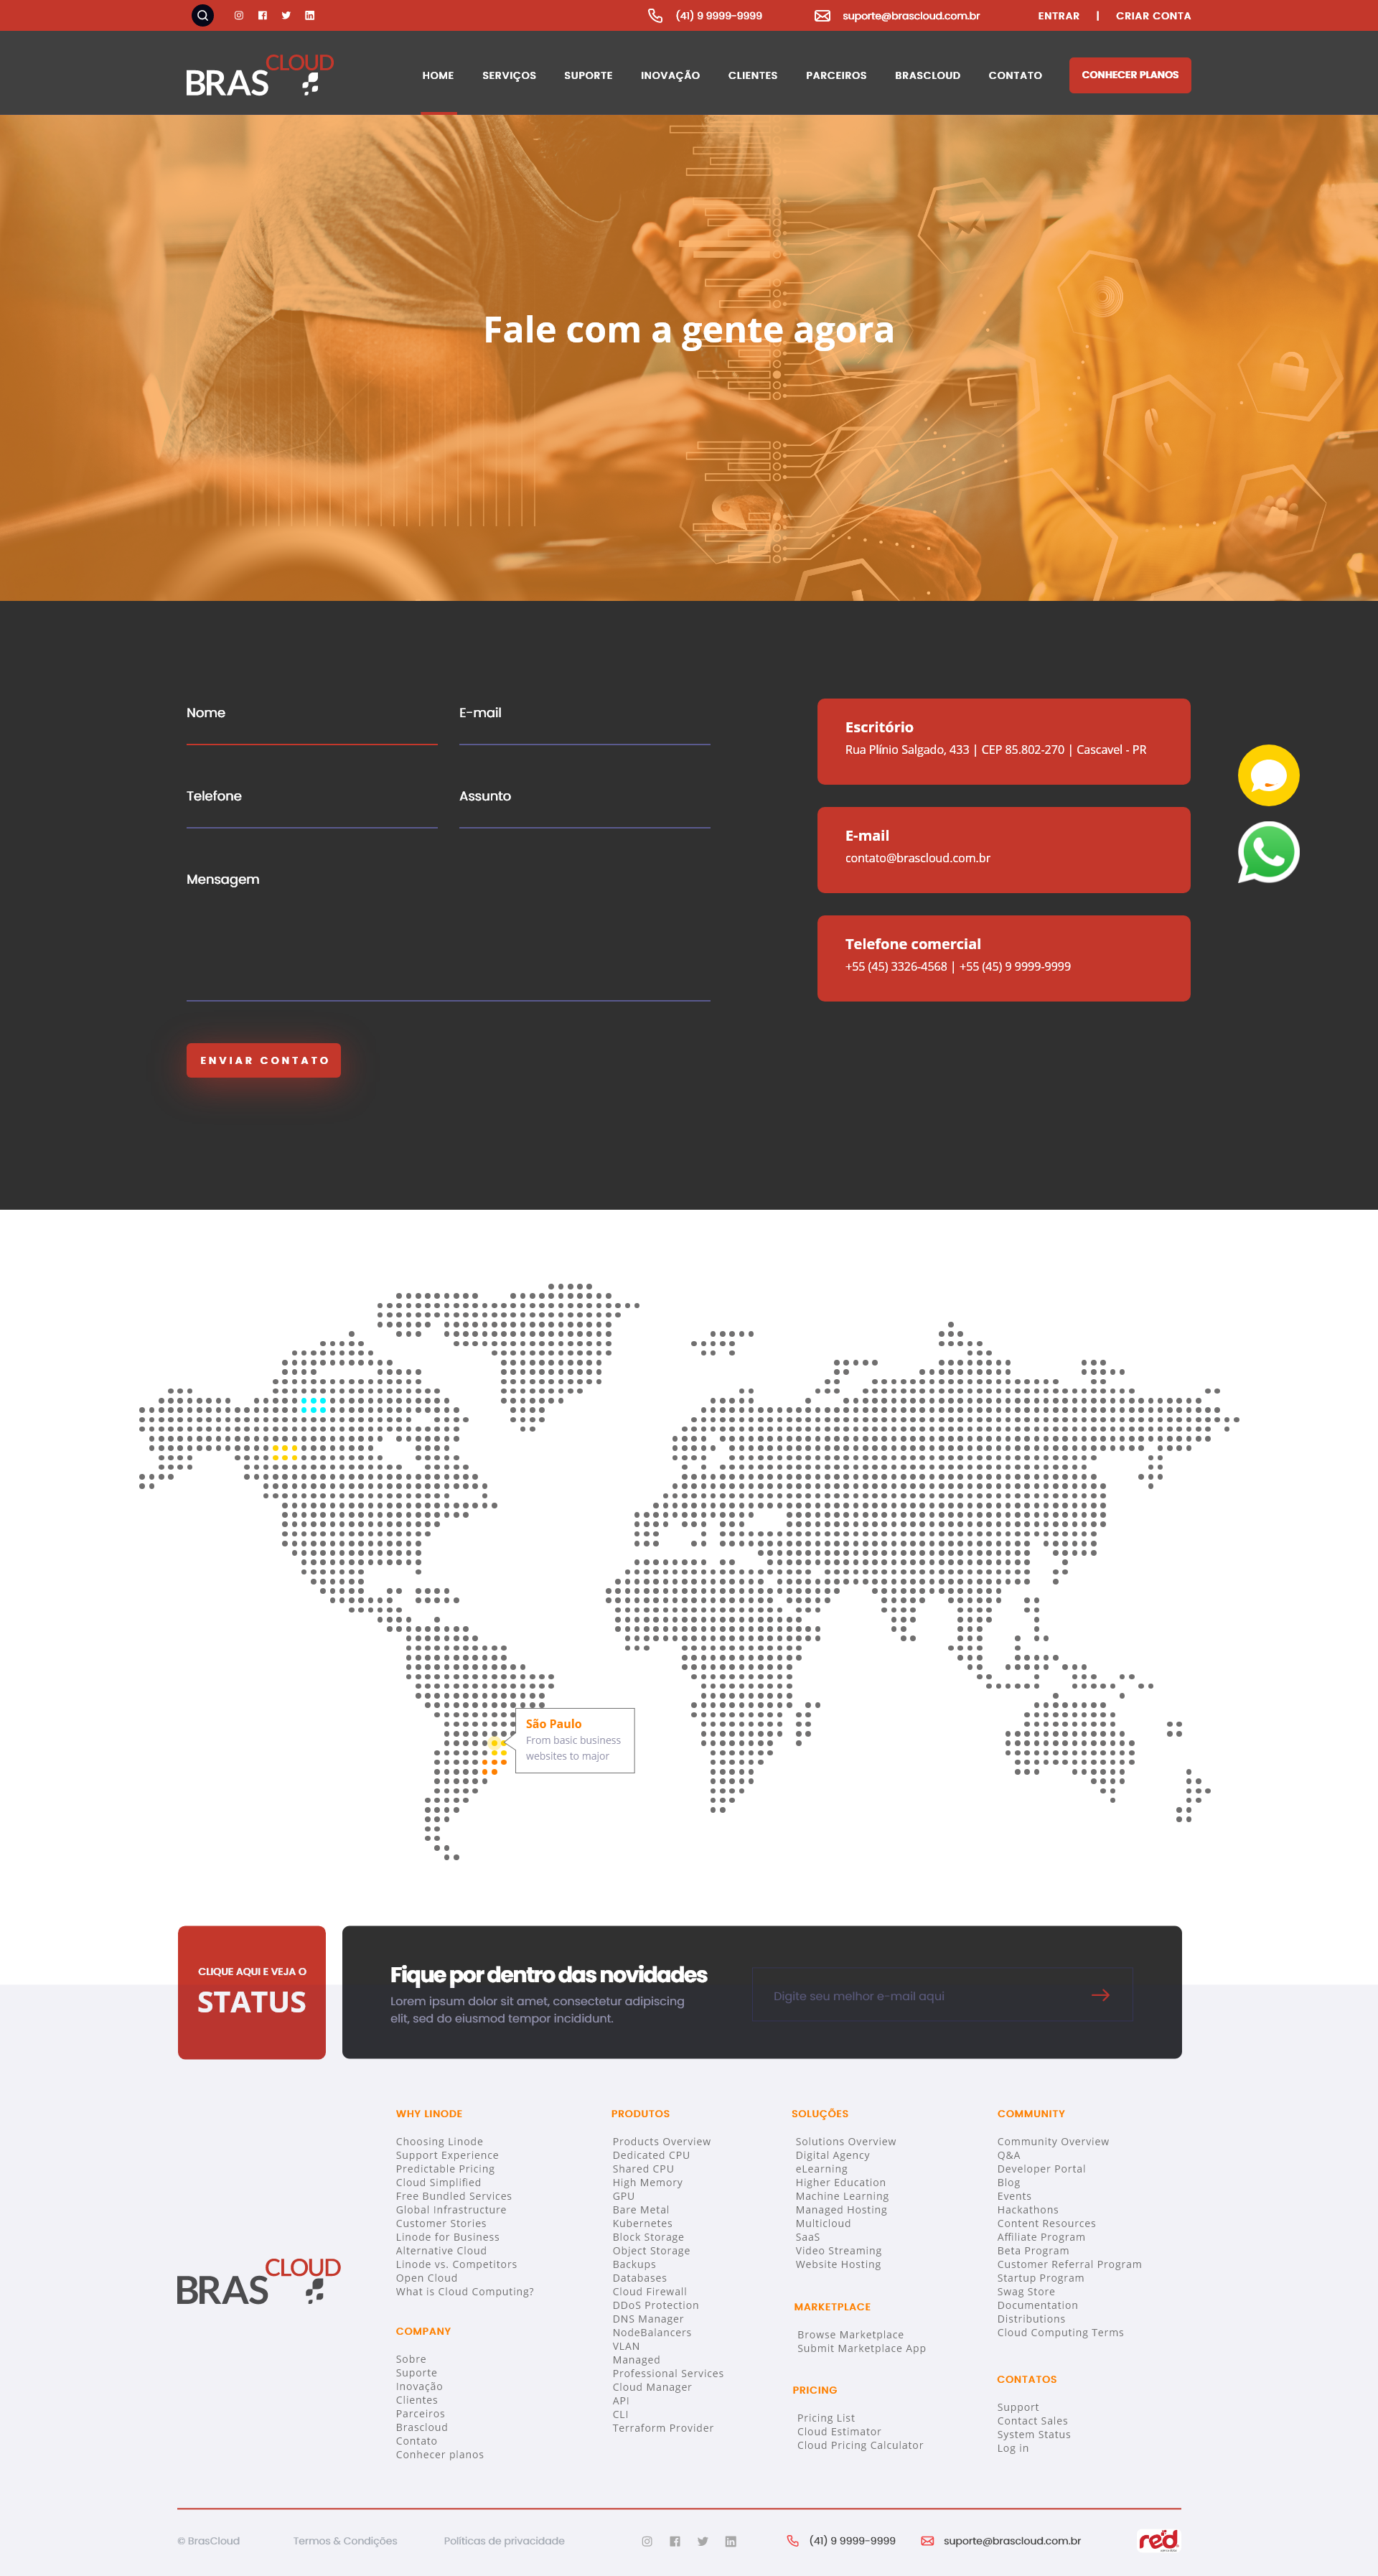 (41) 9 9999-9999
suporte@brascloud.com.br
ENTRAR | CRIAR CONTA
BRAS CLOUD
HOME
SERVIÇOS
SUPORTE
INOVAÇÃO
CLIENTES
PARCEIROS
BRASCLOUD
CONTATO
CONHECER PLANOS
Fale com a gente agora
Nome
E-mail
Telefone
Assunto
Mensagem
ENVIAR CONTATO
Escritório
Rua Plínio Salgado, 433 | CEP 85.802-270 | Cascavel - PR
E-mail
contato@brascloud.com.br
Telefone comercial
+55 (45) 3326-4568 | +55 (45) 9 9999-9999
São Paulo
From basic business
websites to major
CLIQUE AQUI E VEJA O
STATUS
Fique por dentro das novidades
Lorem ipsum dolor sit amet, consectetur adipiscing
elit, sed do eiusmod tempor incididunt.
Digite seu melhor e-mail aqui
BRAS CLOUD
WHY LINODE
Choosing Linode
Support Experience
Predictable Pricing
Cloud Simplified
Free Bundled Services
Global Infrastructure
Customer Stories
Linode for Business
Alternative Cloud
Linode vs. Competitors
Open Cloud
What is Cloud Computing?
COMPANY
Sobre
Suporte
Inovação
Clientes
Parceiros
Brascloud
Contato
Conhecer planos
PRODUTOS
Products Overview
Dedicated CPU
Shared CPU
High Memory
GPU
Bare Metal
Kubernetes
Block Storage
Object Storage
Backups
Databases
Cloud Firewall
DDoS Protection
DNS Manager
NodeBalancers
VLAN
Managed
Professional Services
Cloud Manager
API
CLI
Terraform Provider
SOLUÇÕES
Solutions Overview
Digital Agency
eLearning
Higher Education
Machine Learning
Managed Hosting
Multicloud
SaaS
Video Streaming
Website Hosting
MARKETPLACE
Browse Marketplace
Submit Marketplace App
PRICING
Pricing List
Cloud Estimator
Cloud Pricing Calculator
COMMUNITY
Community Overview
Q&A
Developer Portal
Blog
Events
Hackathons
Content Resources
Affiliate Program
Beta Program
Customer Referral Program
Startup Program
Swag Store
Documentation
Distributions
Cloud Computing Terms
CONTATOS
Support
Contact Sales
System Status
Log in
© BrasCloud
Termos & Condições
Políticas de privacidade
(41) 9 9999-9999
suporte@brascloud.com.br
red